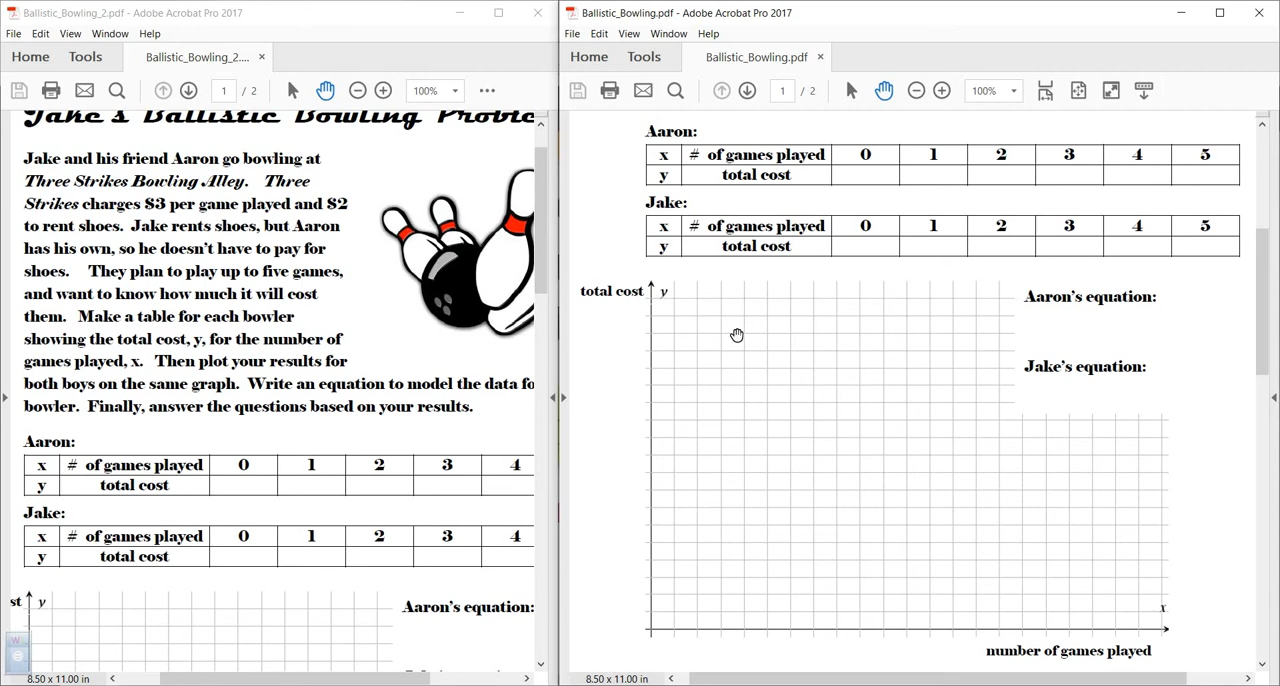 Ballistic_Bowling_2.pdf - Adobe Acrobat Pro 2017
File Edit View Window Help
Home Tools Ballistic_Bowling_2.... ×
1 / 2 100%
Jake's Ballistic Bowling Proble
Jake and his friend Aaron go bowling at
Three Strikes Bowling Alley. Three
Strikes charges $3 per game played and $2
to rent shoes. Jake rents shoes, but Aaron
has his own, so he doesn't have to pay for
shoes. They plan to play up to five games,
and want to know how much it will cost
them. Make a table for each bowler
showing the total cost, y, for the number of
games played, x. Then plot your results for
both boys on the same graph. Write an equation to model the data fo
bowler. Finally, answer the questions based on your results.
Aaron:
x # of games played 0 1 2 3 4
y total cost
Jake:
x # of games played 0 1 2 3 4
y total cost
st y
Aaron's equation:
8.50 x 11.00 in
Ballistic_Bowling.pdf - Adobe Acrobat Pro 2017
File Edit View Window Help
Home Tools Ballistic_Bowling.pdf ×
1 / 2 100%
Aaron:
x # of games played 0 1 2 3 4 5
y total cost
Jake:
x # of games played 0 1 2 3 4 5
y total cost
total cost y
Aaron's equation:
Jake's equation:
x
number of games played
8.50 x 11.00 in